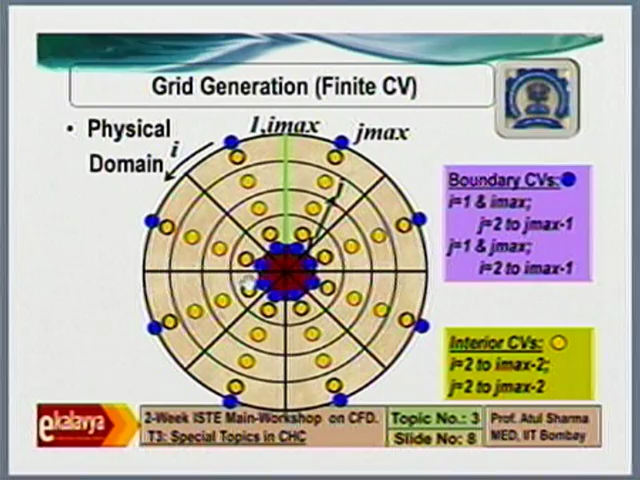 Grid Generation (Finite CV)
• Physical
Domain
i
1,imax
jmax
j
Boundary CVs:
i=1 & imax;
j=2 to jmax-1
j=1 & jmax;
i=2 to imax-1
Interior CVs:
i=2 to imax-2;
j=2 to jmax-2
ekalavya
2-Week ISTE Main-Workshop on CFD.
T3: Special Topics in CHC
Topic No.: 3
Slide No: 8
Prof. Atul Sharma
MED, IIT Bombay